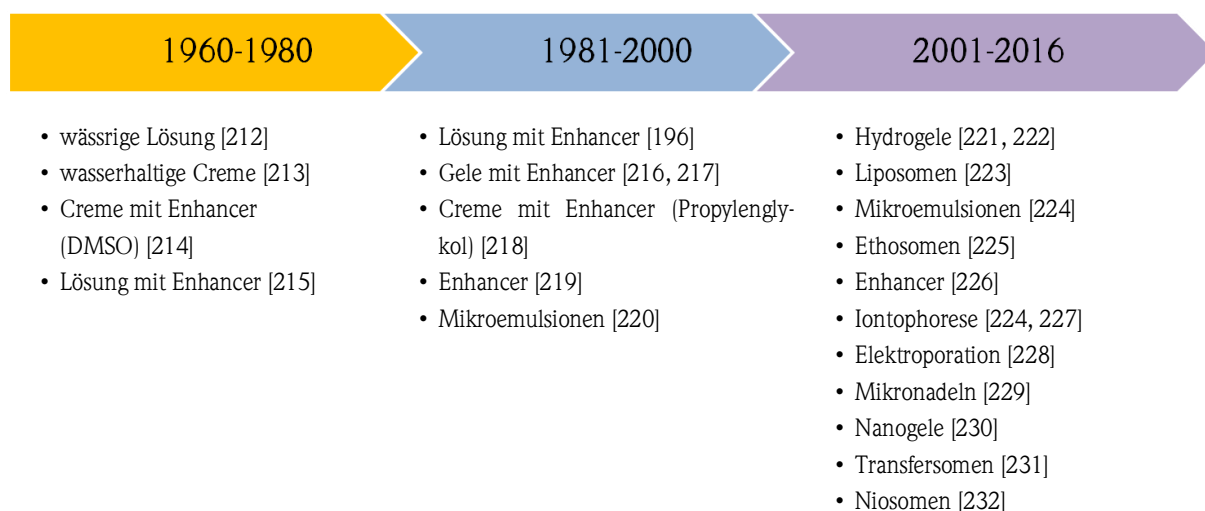 1960-1980
1981-2000
2001-2016
• wässrige Lösung [212]
• wasserhaltige Creme [213]
• Creme mit Enhancer
(DMSO) [214]
• Lösung mit Enhancer [215]
• Lösung mit Enhancer [196]
• Gele mit Enhancer [216, 217]
• Creme mit Enhancer (Propylengly-
kol) [218]
• Enhancer [219]
• Mikroemulsionen [220]
• Hydrogele [221, 222]
• Liposomen [223]
• Mikroemulsionen [224]
• Ethosomen [225]
• Enhancer [226]
• Iontophorese [224, 227]
• Elektroporation [228]
• Mikronadeln [229]
• Nanogele [230]
• Transfersomen [231]
• Niosomen [232]